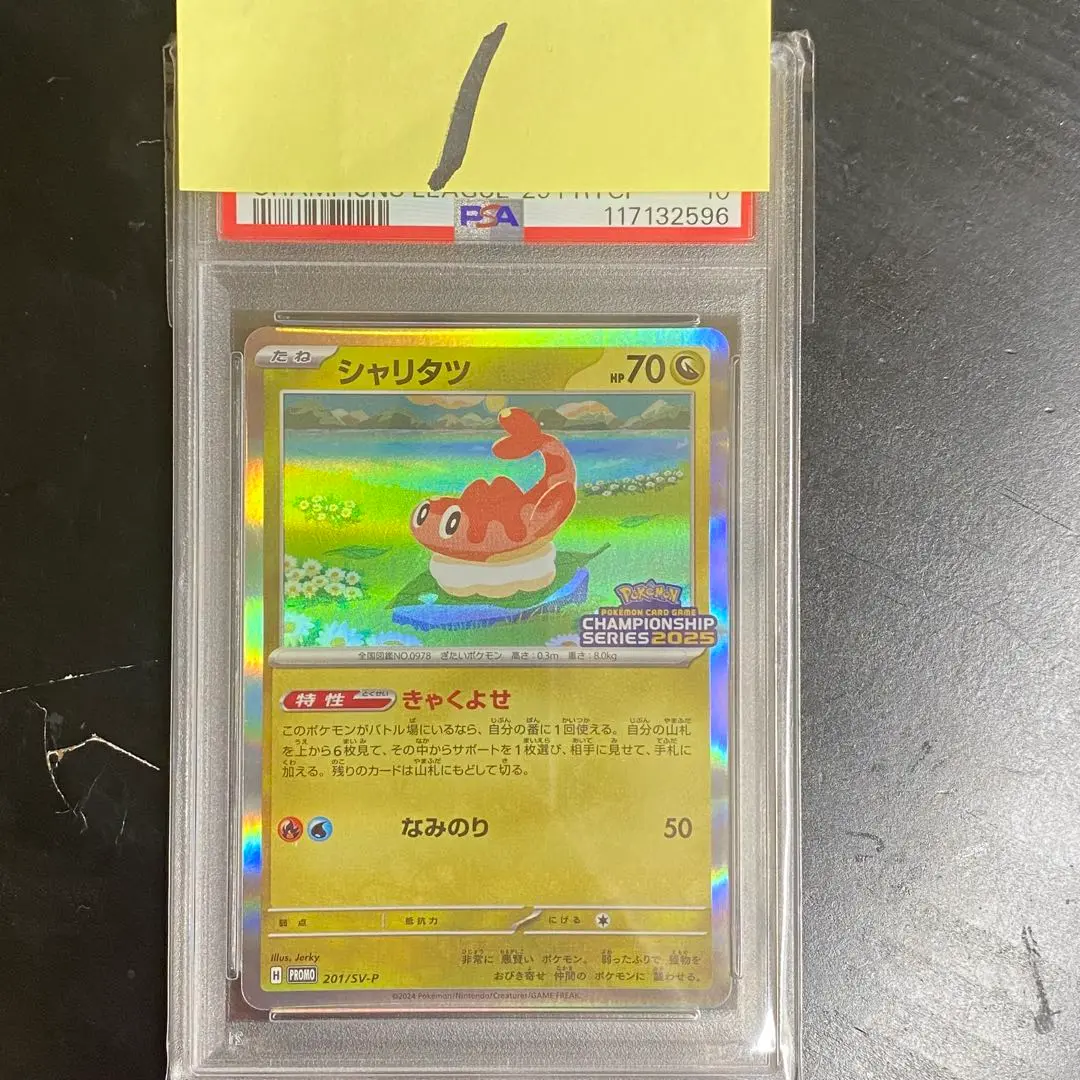 /
CHAMPIONS LEAGUE '25 PRTCP 10
PSA
117132596
たね
シャリタツ
HP70
Pokémon
POKÉMON CARD GAME
CHAMPIONSHIP
SERIES 2025
全国図鑑NO.0978 ぎたいポケモン 高さ:0.3m 重さ:8.0kg
特性
きゃくよせ
このポケモンがバトル場にいるなら、自分の番に1回使える。自分の山札
を上から6枚見て、その中からサポートを1枚選び、相手に見せて、手札に
加える。残りのカードは山札にもどして切る。
なみのり 50
弱点 抵抗力 にげる
Illus. Jerky
非常に 悪賢い ポケモン。 弱ったふりで 獲物を
おびき寄せ 仲間の ポケモンに 襲わせる。
H PROMO 201/SV-P
©2024 Pokémon/Nintendo/Creatures/GAME FREAK.